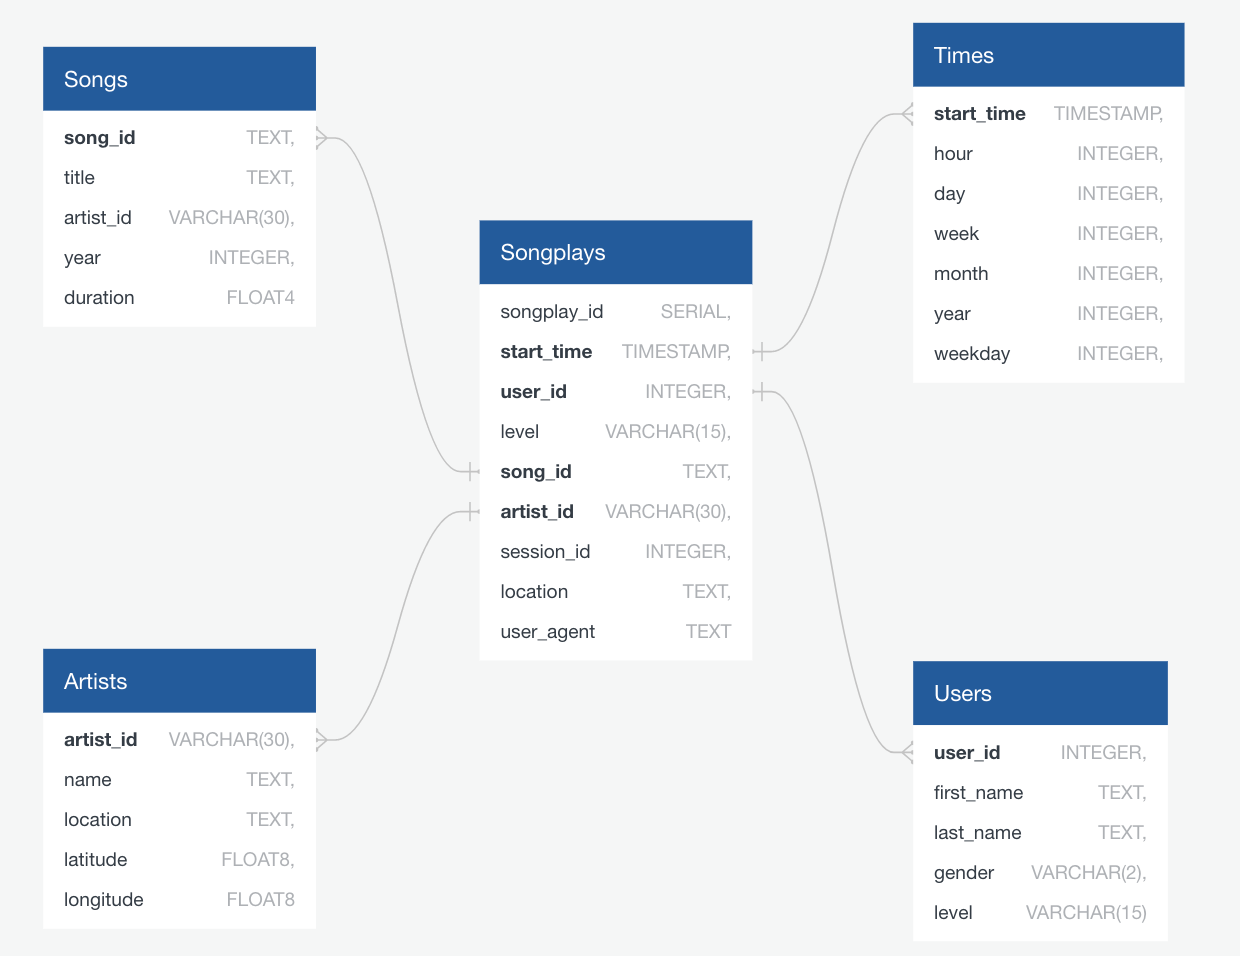 Songs
song_id TEXT,
title TEXT,
artist_id VARCHAR(30),
year INTEGER,
duration FLOAT4
Artists
artist_id VARCHAR(30),
name TEXT,
location TEXT,
latitude FLOAT8,
longitude FLOAT8
Songplays
songplay_id SERIAL,
start_time TIMESTAMP,
user_id INTEGER,
level VARCHAR(15),
song_id TEXT,
artist_id VARCHAR(30),
session_id INTEGER,
location TEXT,
user_agent TEXT
Times
start_time TIMESTAMP,
hour INTEGER,
day INTEGER,
week INTEGER,
month INTEGER,
year INTEGER,
weekday INTEGER,
Users
user_id INTEGER,
first_name TEXT,
last_name TEXT,
gender VARCHAR(2),
level VARCHAR(15)